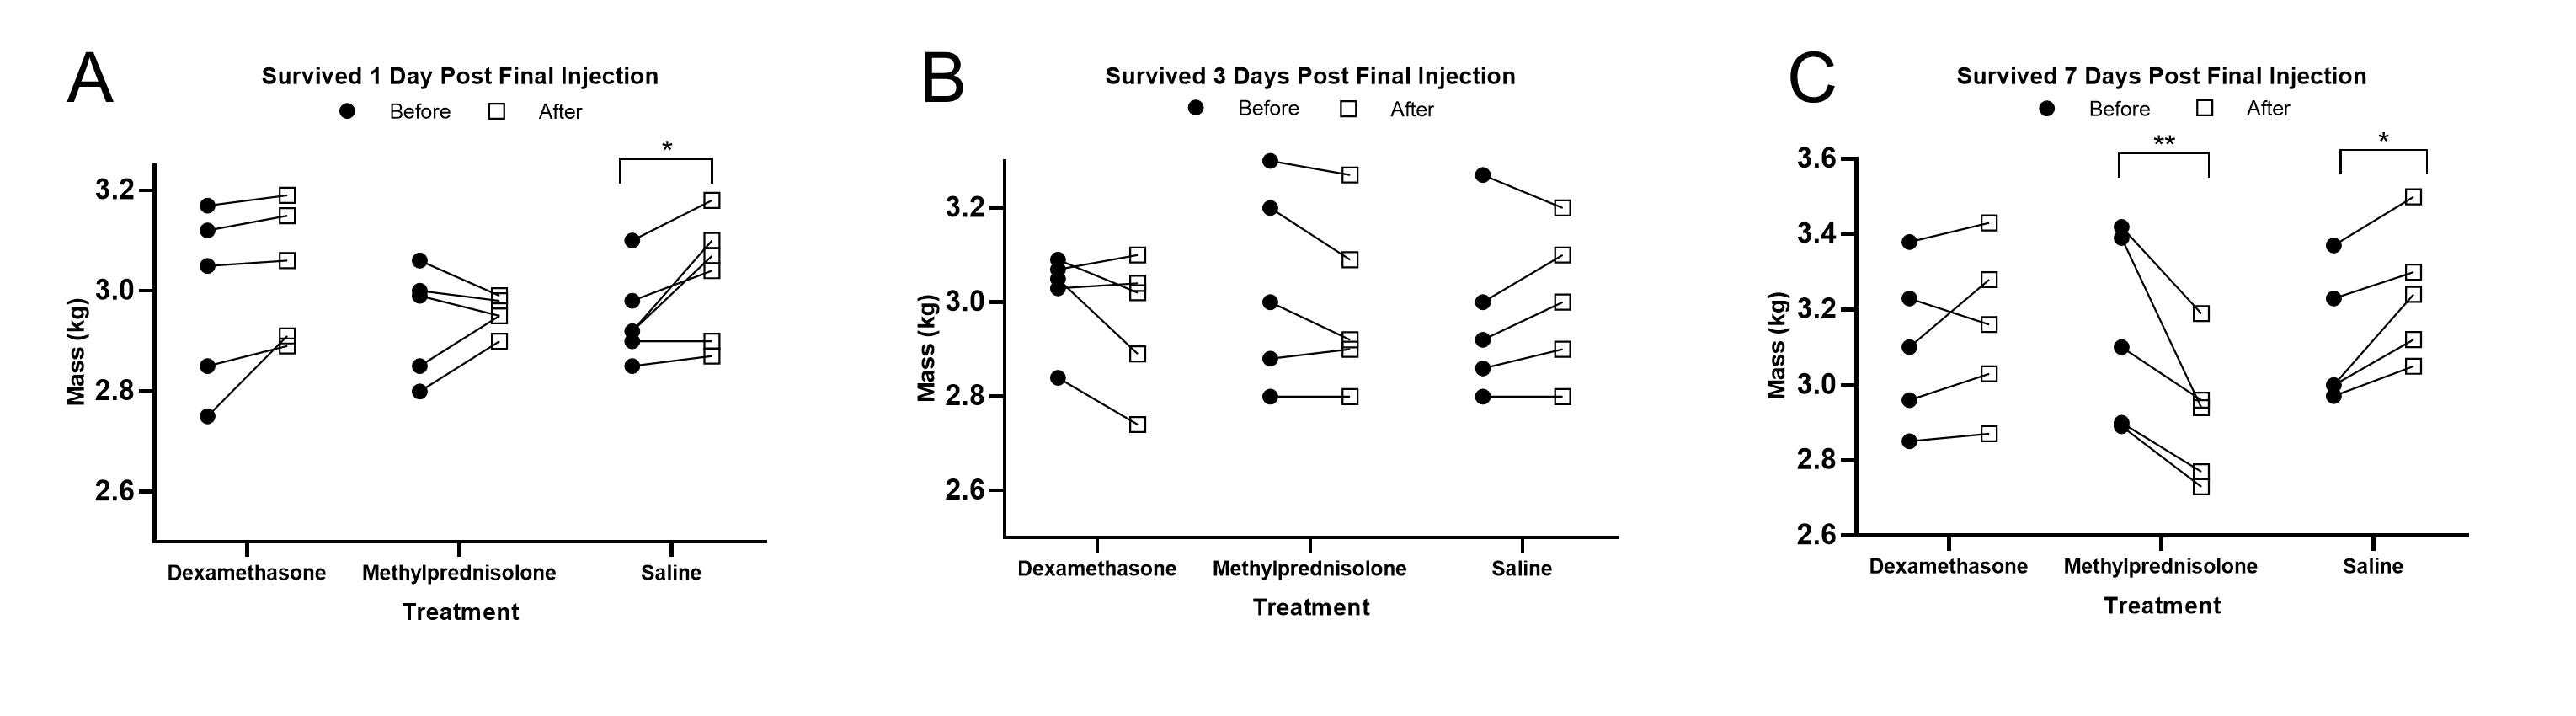 A
Survived 1 Day Post Final Injection
Before After
*
3.2
3.0
2.8
2.6
Mass (kg)
Dexamethasone Methylprednisolone Saline
Treatment
B
Survived 3 Days Post Final Injection
Before After
3.2
3.0
2.8
2.6
Mass (kg)
Dexamethasone Methylprednisolone Saline
Treatment
C
Survived 7 Days Post Final Injection
Before After
** *
3.6
3.4
3.2
3.0
2.8
2.6
Mass (kg)
Dexamethasone Methylprednisolone Saline
Treatment